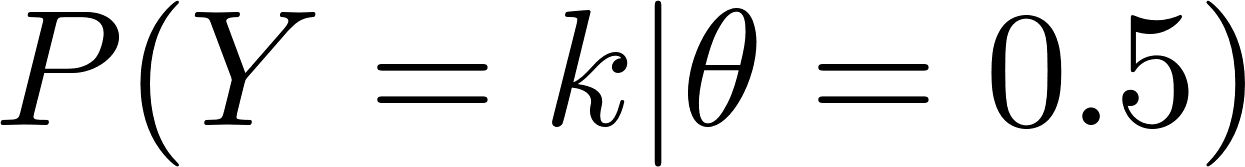 P(Y = k|θ = 0.5)